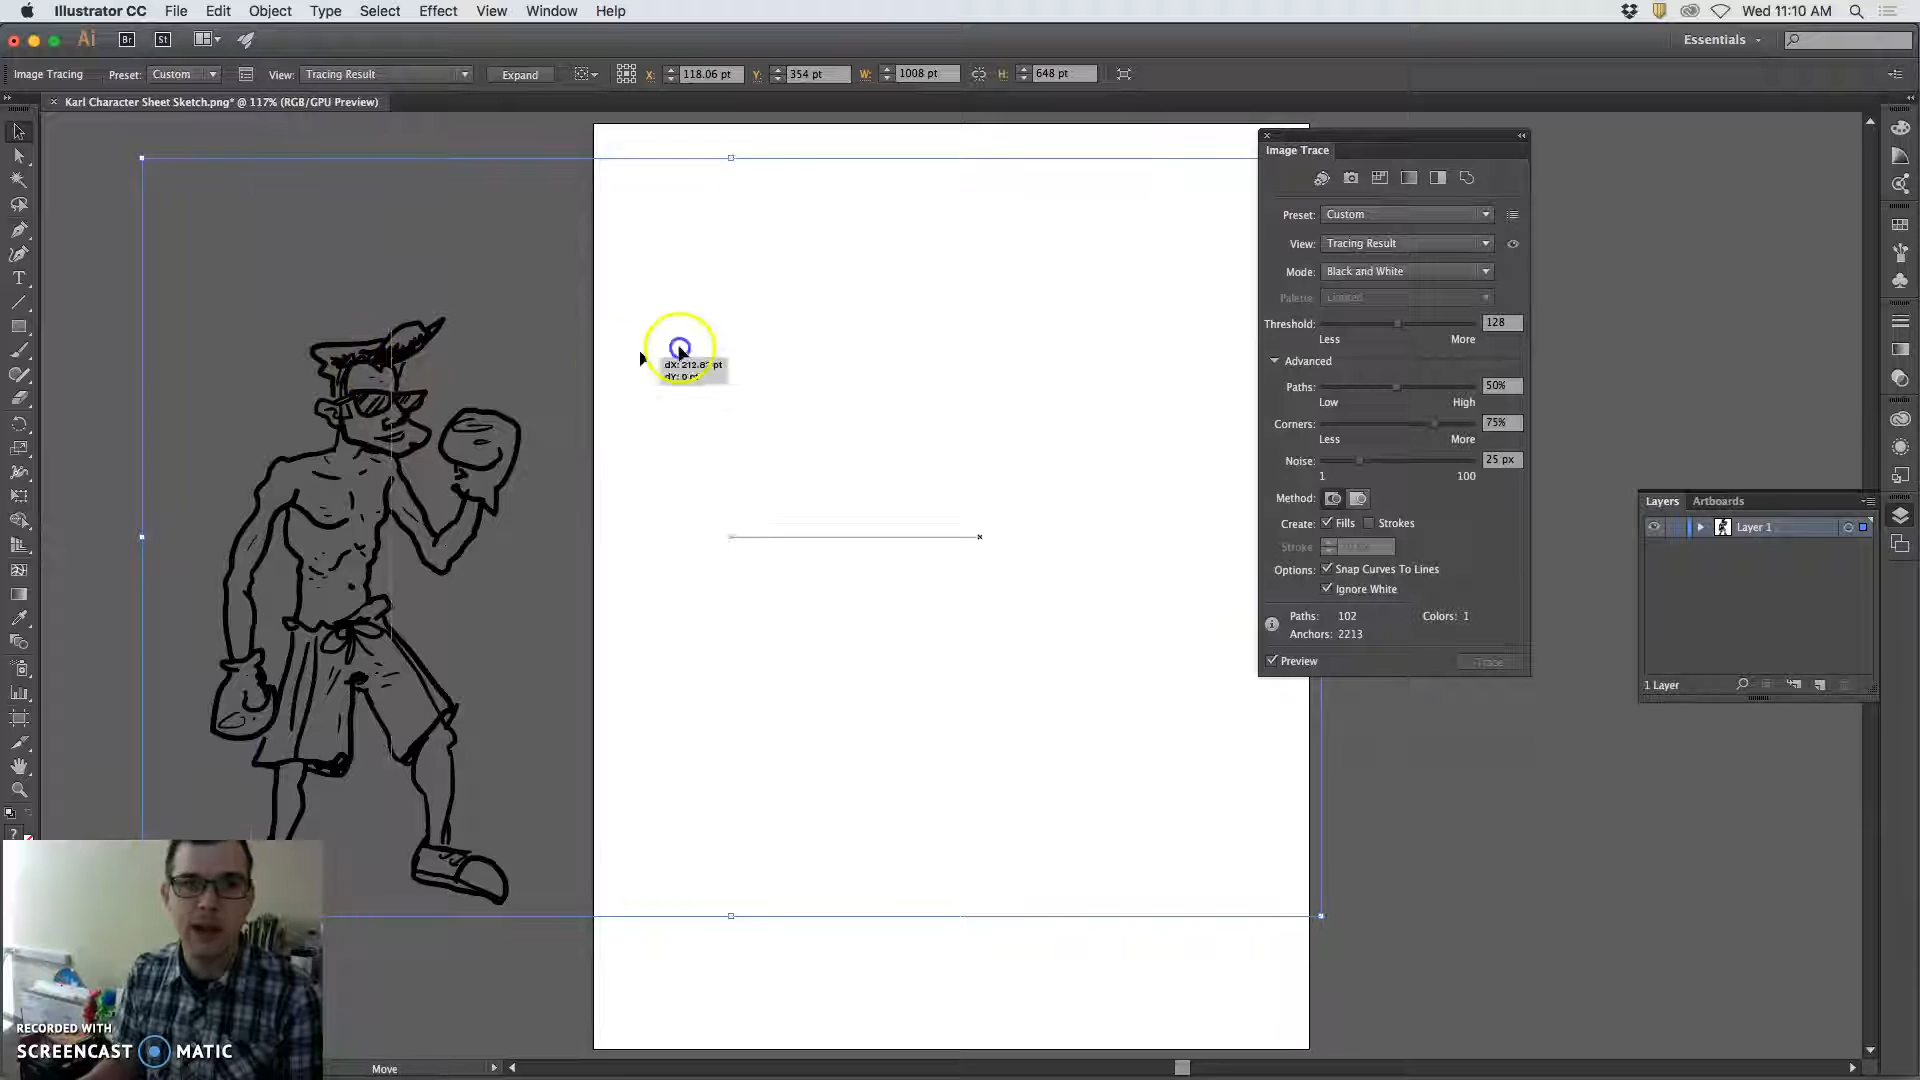 Illustrator CC File Edit Object Type Select Effect View Window Help Wed 11:10 AM
Ai Br St Essentials
Image Tracing Preset: Custom View: Tracing Result Expand X: 118.06 pt Y: 354 pt W: 1008 pt H: 648 pt
Karl Character Sheet Sketch.png* @ 117% (RGB/GPU Preview)
Image Trace
Preset: Custom
View: Tracing Result
Mode: Black and White
Palette: Limited
Threshold: 128
Less More
Advanced
Paths: 50%
Low High
Corners: 75%
Less More
Noise: 25 px
1 100
Method:
Create: Fills Strokes
Stroke
Options: Snap Curves To Lines
Ignore White
Paths: 102 Colors: 1
Anchors: 2213
Preview Trace
dY: 0
Layers Artboards
Layer 1
1 Layer
RECORDED WITH
SCREENCAST MATIC
Move